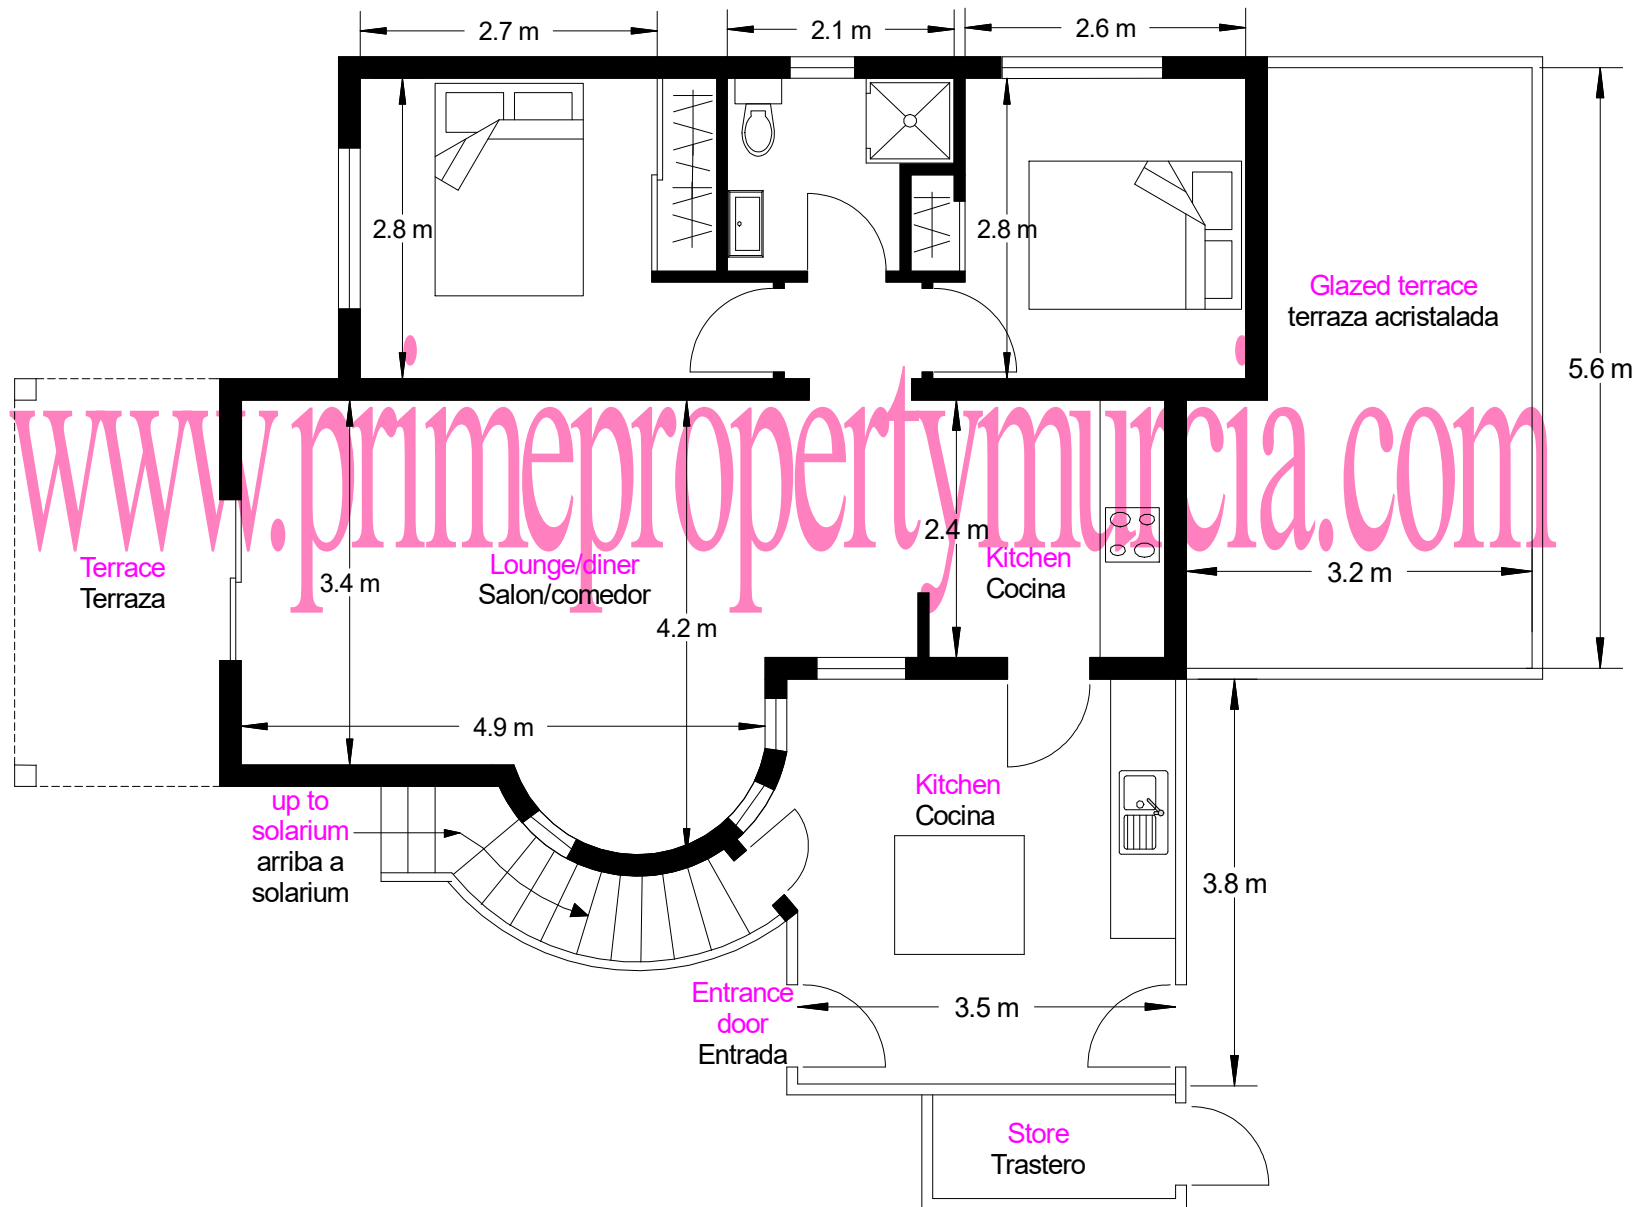 2.7 m
2.1 m
2.6 m
2.8 m
2.8 m
Glazed terrace
terraza acristalada
5.6 m
www.primepropertymurcia.com
2.4 m
Kitchen
Cocina
Terrace
Terraza
3.4 m
Lounge/diner
Salon/comedor
3.2 m
4.2 m
4.9 m
up to
solarium
arriba a
solarium
Kitchen
Cocina
3.8 m
Entrance
door
Entrada
3.5 m
Store
Trastero